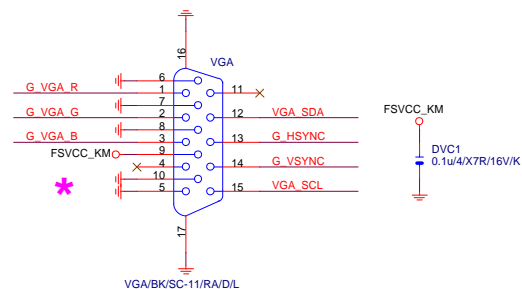 16
VGA
6
G_VGA_R 1 11
7
G_VGA_G 2 12 VGA_SDA
8
G_VGA_B 3 13 G_HSYNC
FSVCC_KM 9
4 14 G_VSYNC
10
5 15 VGA_SCL
17
VGA/BK/SC-11/RA/D/L
FSVCC_KM
DVC1
0.1u/4/X7R/16V/K